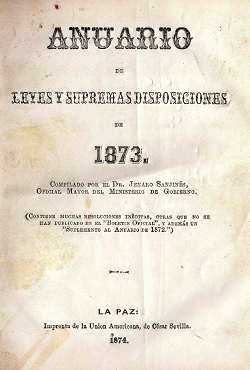 ANUARIO
DE
LEYES Y SUPREMAS DISPOSICIONES
DE
1873.
COMPILADO POR EL DR. JENARO SANJINÉS,
OFICIAL MAYOR DEL MINISTERIO DE GOBIERNO.
(CONTIENE MUCHAS RESOLUCIONES INÉDITAS, OTRAS QUE NO SE
HAN PUBLICADO EN EL "BOLETIN OFICIAL", Y ADEMÁS UN
"SUPLEMENTO AL ANUARIO DE 1872.")
LA PAZ:
Imprenta de la Union Americana, de César Sevilla.
1874.